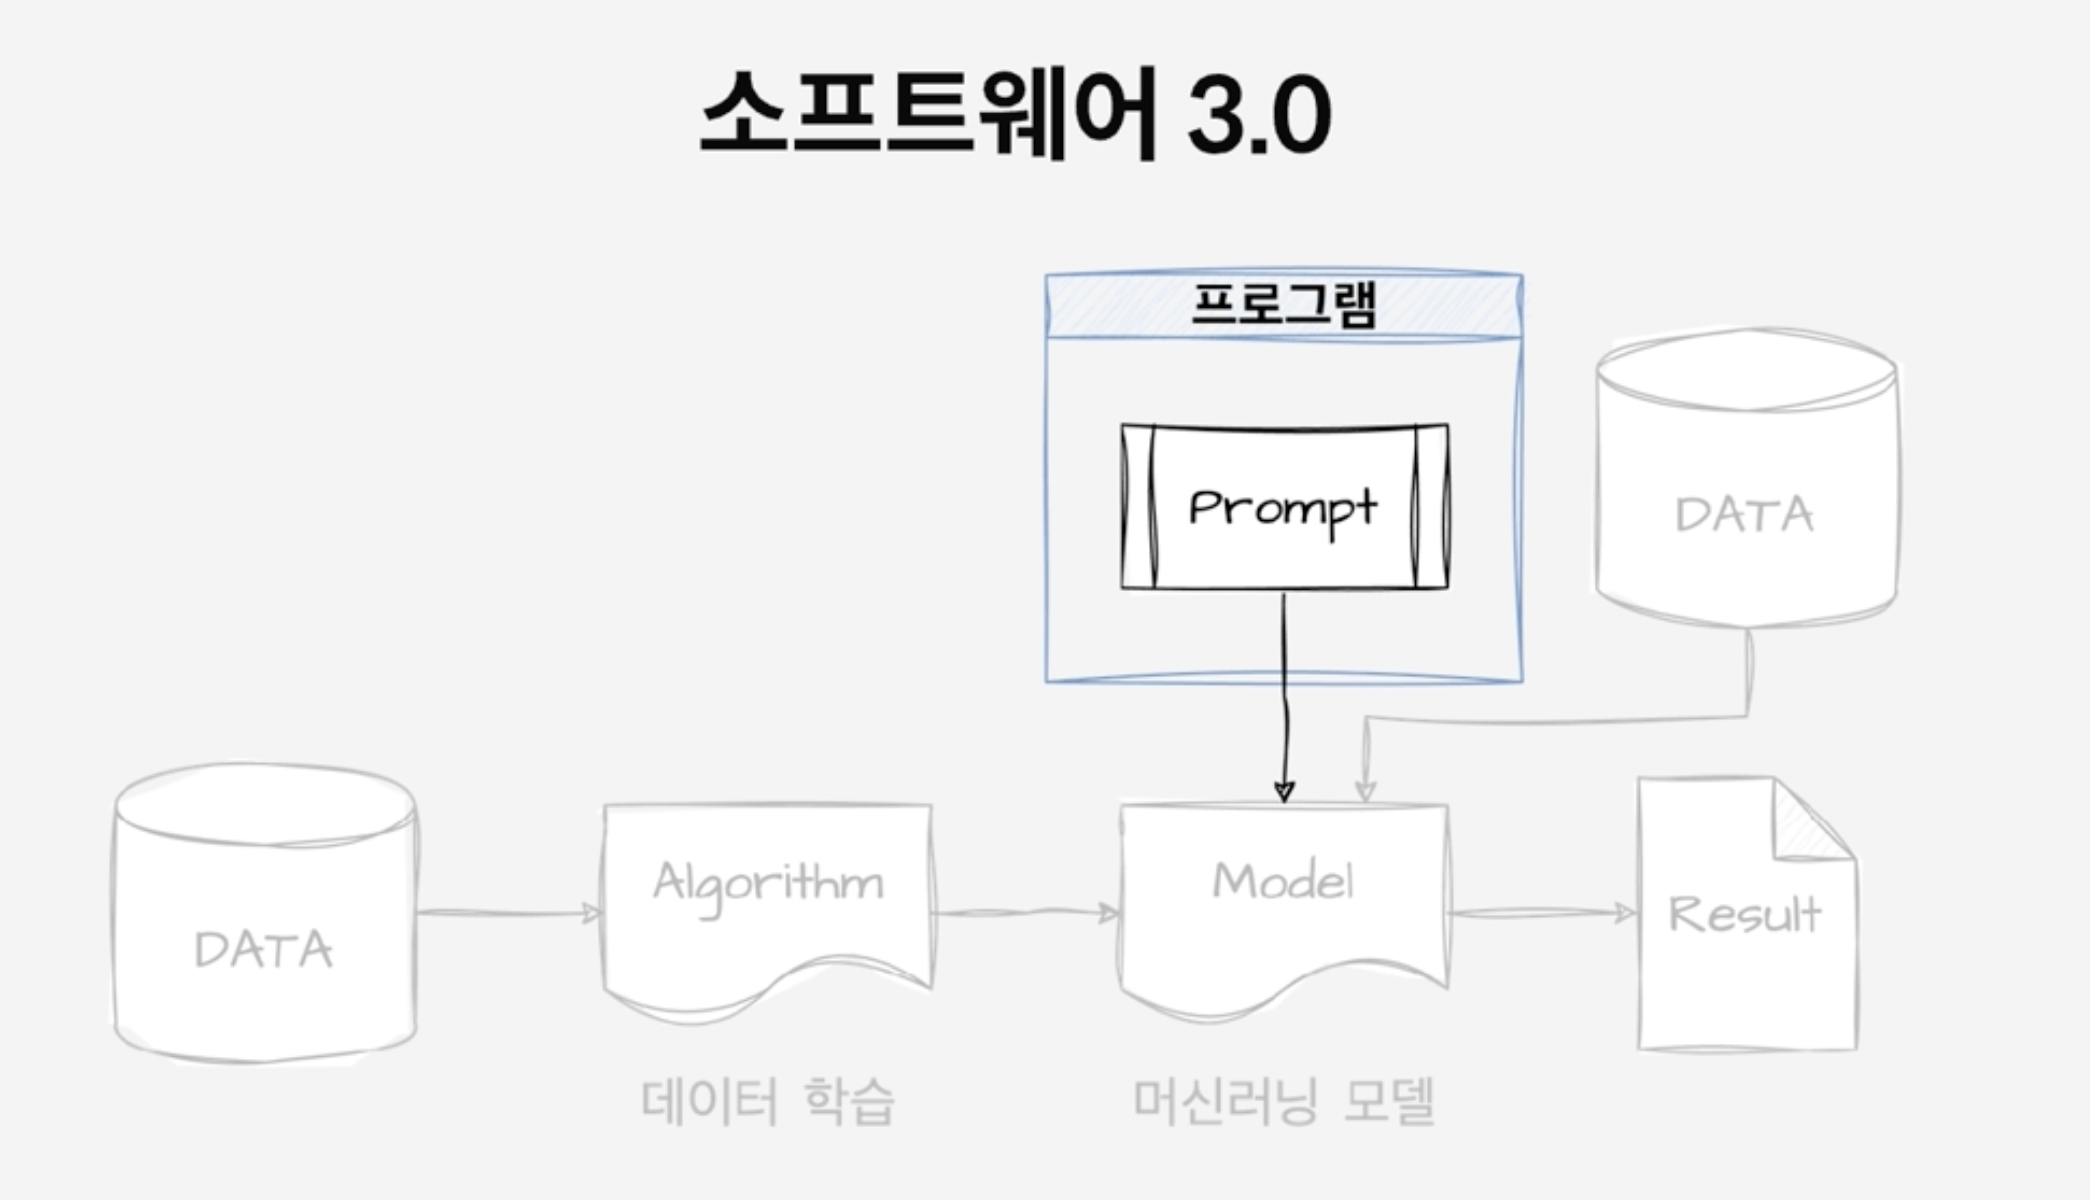 소프트웨어 3.0
프로그램
Prompt
DATA
DATA
Algorithm
Model
Result
데이터 학습
머신러닝 모델